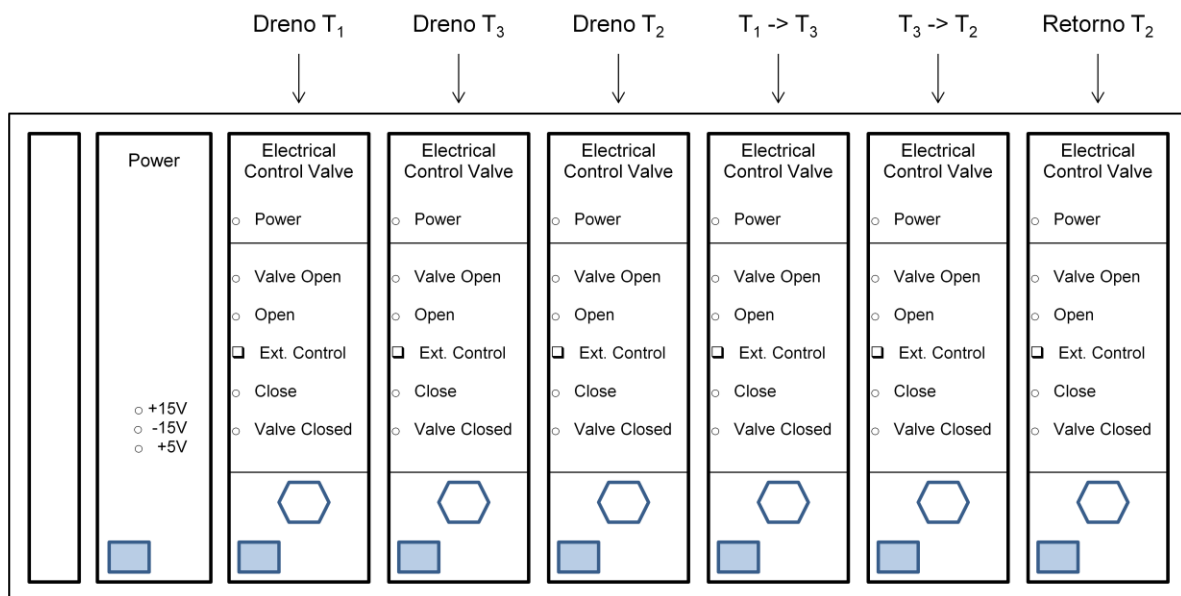 Dreno T₁
Dreno T₃
Dreno T₂
T₁ -> T₃
T₃ -> T₂
Retorno T₂
Power
+15V
-15V
+5V
Electrical
Control Valve
Power
Valve Open
Open
Ext. Control
Close
Valve Closed
Electrical
Control Valve
Power
Valve Open
Open
Ext. Control
Close
Valve Closed
Electrical
Control Valve
Power
Valve Open
Open
Ext. Control
Close
Valve Closed
Electrical
Control Valve
Power
Valve Open
Open
Ext. Control
Close
Valve Closed
Electrical
Control Valve
Power
Valve Open
Open
Ext. Control
Close
Valve Closed
Electrical
Control Valve
Power
Valve Open
Open
Ext. Control
Close
Valve Closed